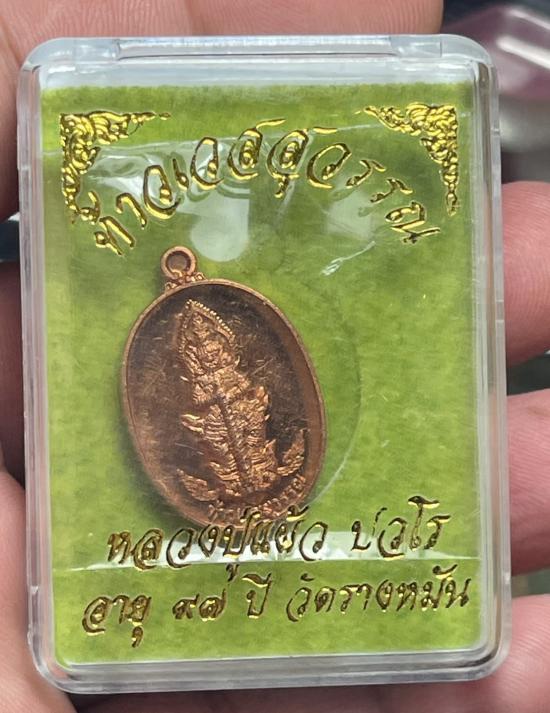 ท้าวเวสสุวรรณ
หลวงปู่แผ้ว ปวโร
อายุ ๙๗ ปี วัดรางหมัน